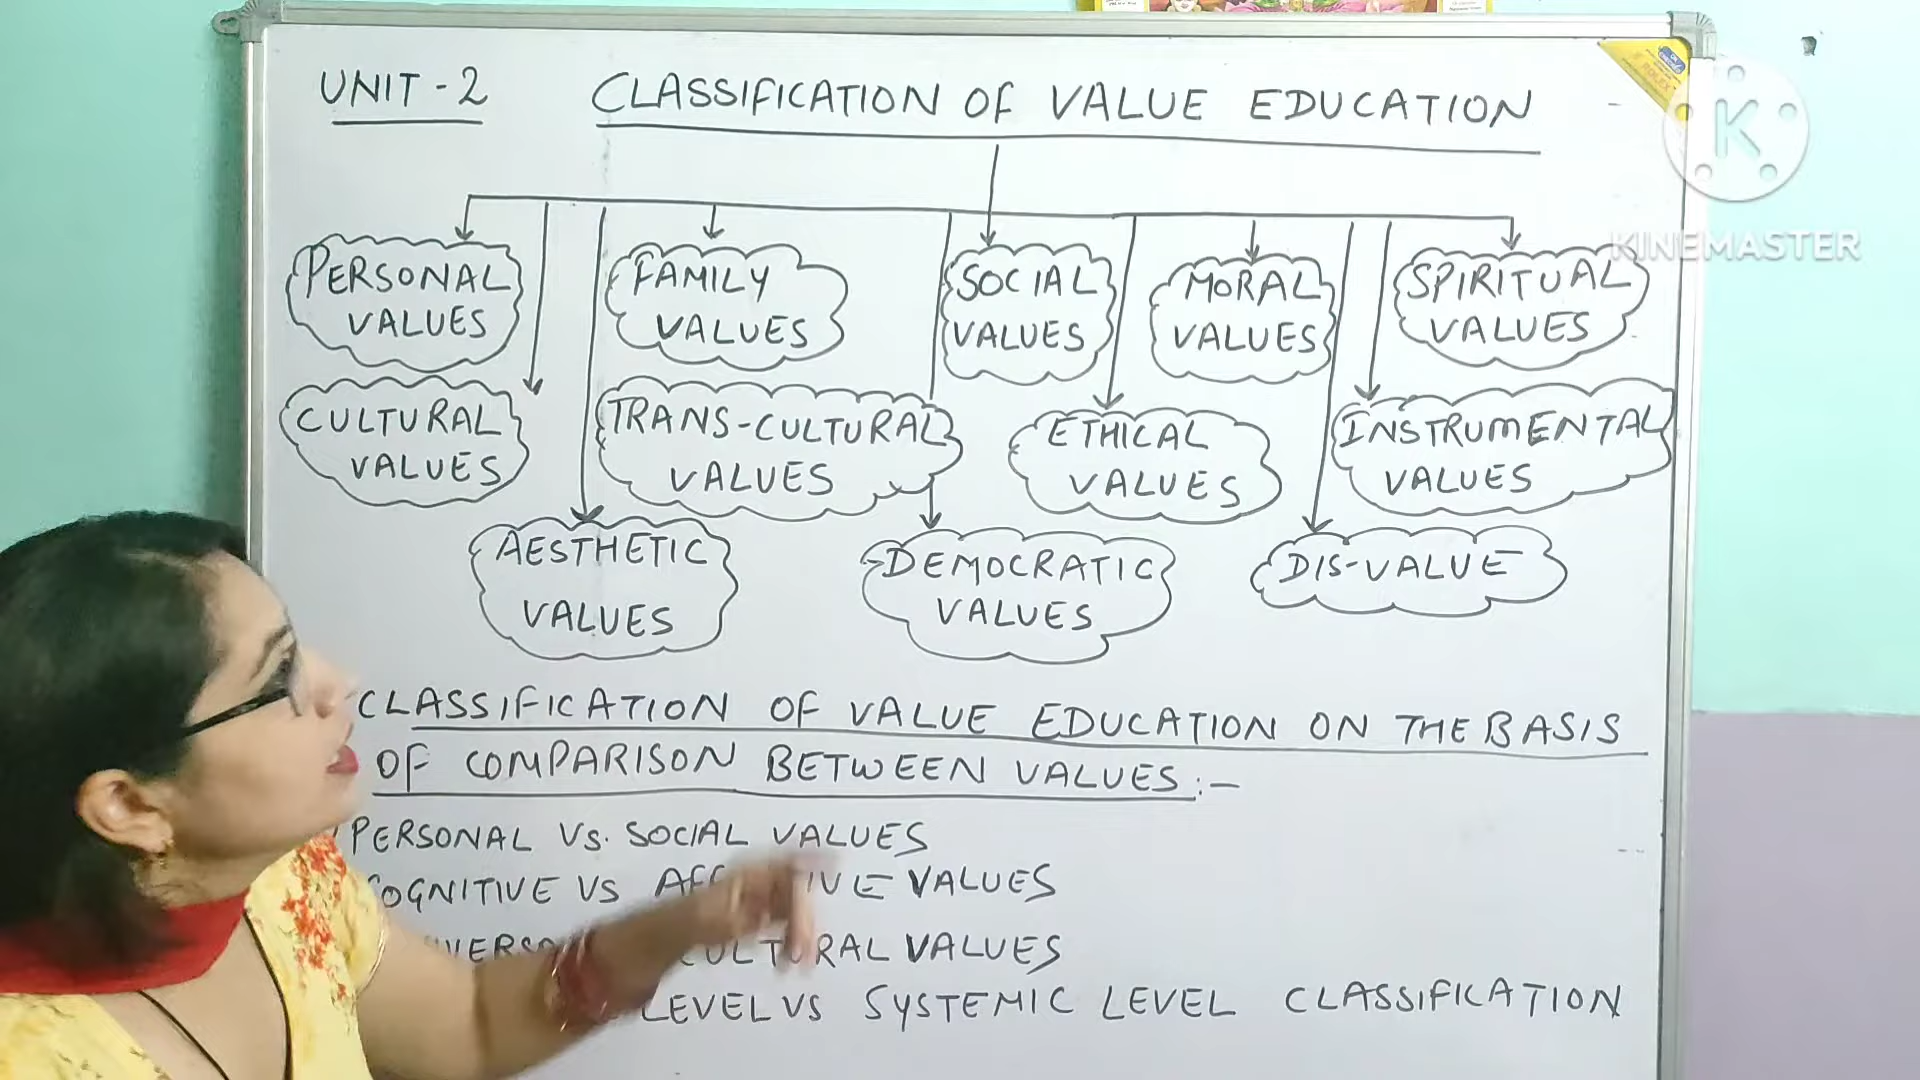 UNIT - 2 CLASSIFICATION OF VALUE EDUCATION
K
KINEMASTER
PERSONAL
VALUES
FAMILY
VALUES
SOCIAL
VALUES
MORAL
VALUES
SPIRITUAL
VALUES
CULTURAL
VALUES
TRANS-CULTURAL
VALUES
ETHICAL
VALUES
INSTRUMENTAL
VALUES
AESTHETIC
VALUES
DEMOCRATIC
VALUES
DIS-VALUE
CLASSIFICATION OF VALUE EDUCATION ON THE BASIS
OF COMPARISON BETWEEN VALUES :-
PERSONAL Vs. SOCIAL VALUES
VS VALUES
CULTURAL VALUES
LEVEL VS SYSTEMIC LEVEL CLASSIFICATION